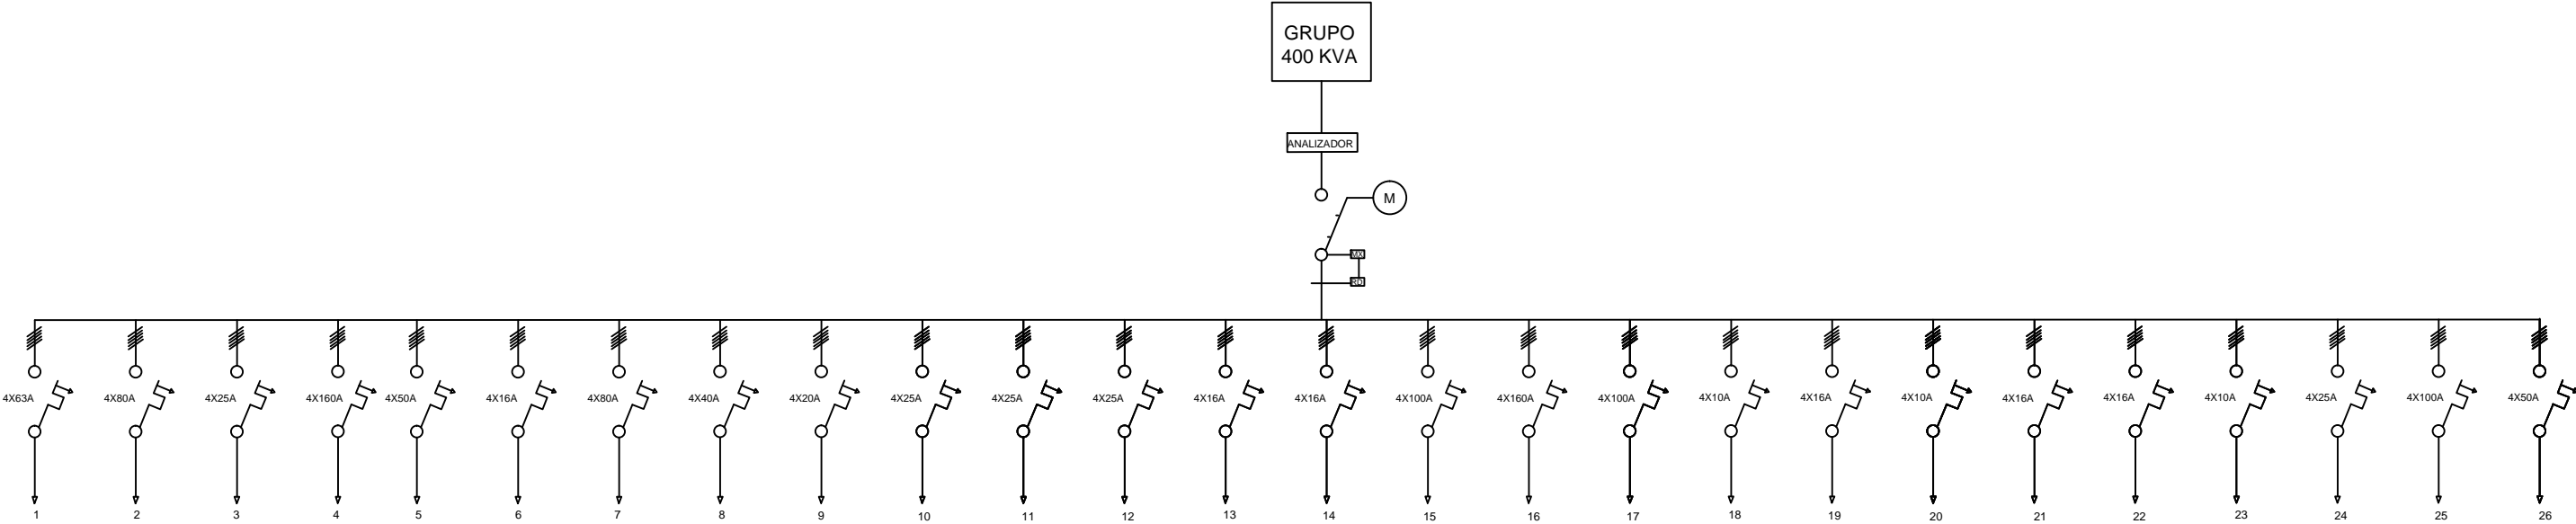 GRUPO
400 KVA
ANALIZADOR
M
MX
RD
4X63A 4X80A 4X25A 4X160A 4X50A 4X16A 4X80A 4X40A 4X20A 4X25A 4X25A 4X25A 4X16A 4X16A 4X100A 4X160A 4X100A 4X10A 4X16A 4X10A 4X16A 4X16A 4X10A 4X25A 4X100A 4X50A
1 2 3 4 5 6 7 8 9 10 11 12 13 14 15 16 17 18 19 20 21 22 23 24 25 26